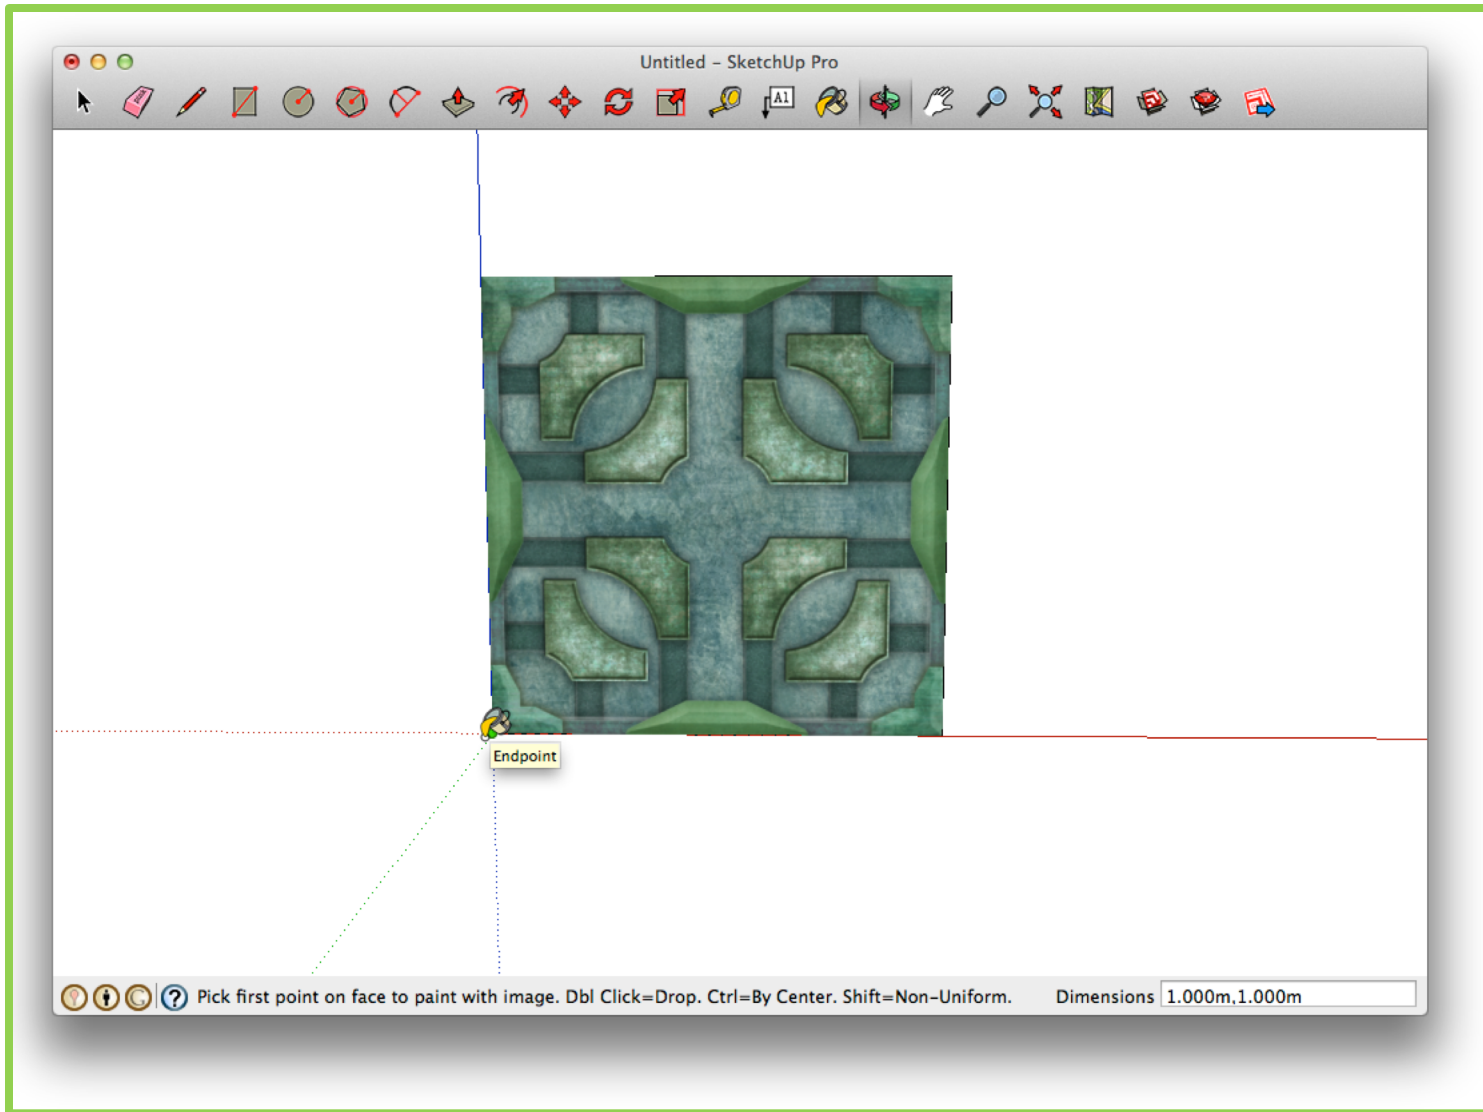 Untitled – SketchUp Pro
A1
Endpoint
Pick first point on face to paint with image. Dbl Click=Drop. Ctrl=By Center. Shift=Non-Uniform. Dimensions 1.000m,1.000m